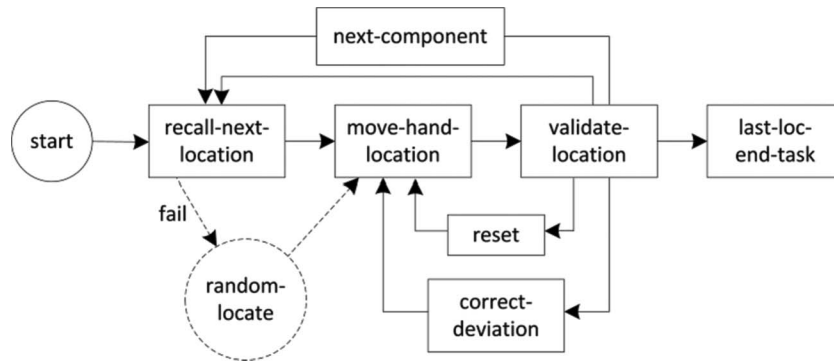 next-component
start
recall-next-
location
move-hand-
location
validate-
location
last-loc-
end-task
fail
reset
random-
locate
correct-
deviation